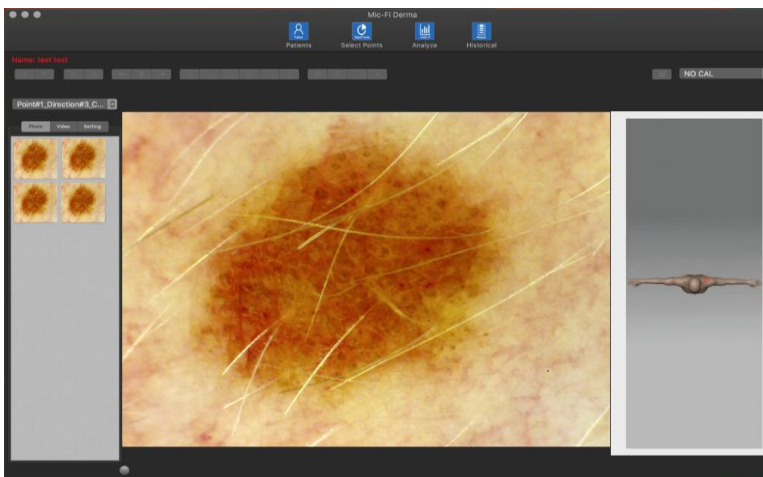 Mic-Fi Derma
Patients
Select Points
Analyze
Historical
Name: test test
NO CAL
Point#1_Direction#3_C...
Photo
Video
Setting